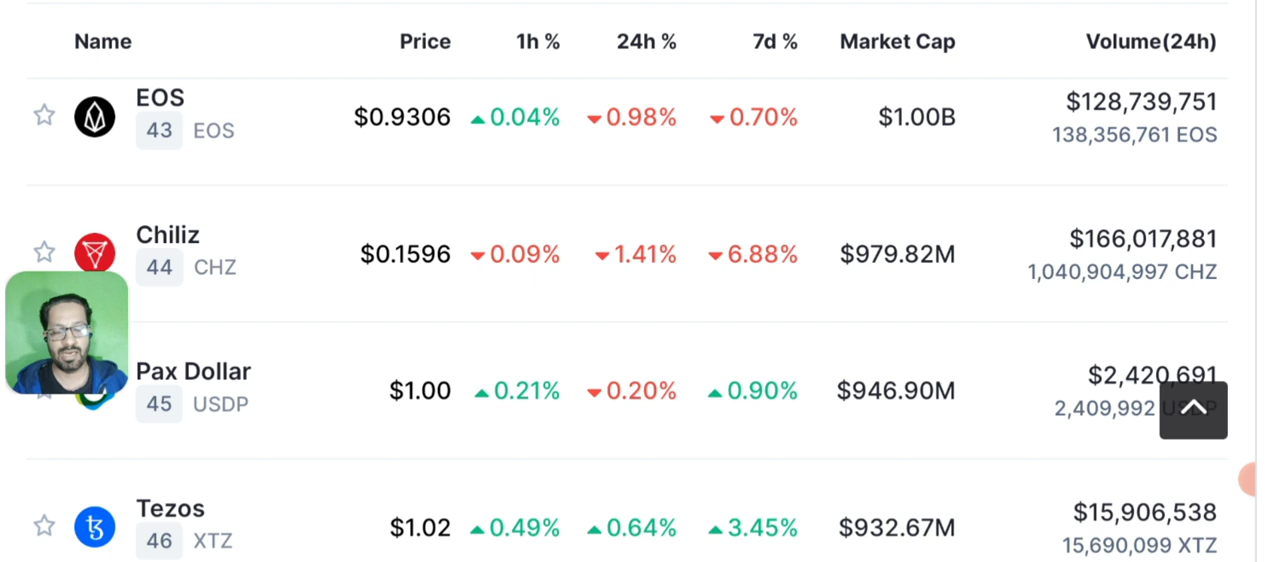 Name Price 1h % 24h % 7d % Market Cap Volume(24h)
EOS
43 EOS $0.9306 0.04% 0.98% 0.70% $1.00B $128,739,751
138,356,761 EOS
Chiliz
44 CHZ $0.1596 0.09% 1.41% 6.88% $979.82M $166,017,881
1,040,904,997 CHZ
Pax Dollar
45 USDP $1.00 0.21% 0.20% 0.90% $946.90M $2,420,691
2,409,992 USDP
Tezos
46 XTZ $1.02 0.49% 0.64% 3.45% $932.67M $15,906,538
15,690,099 XTZ